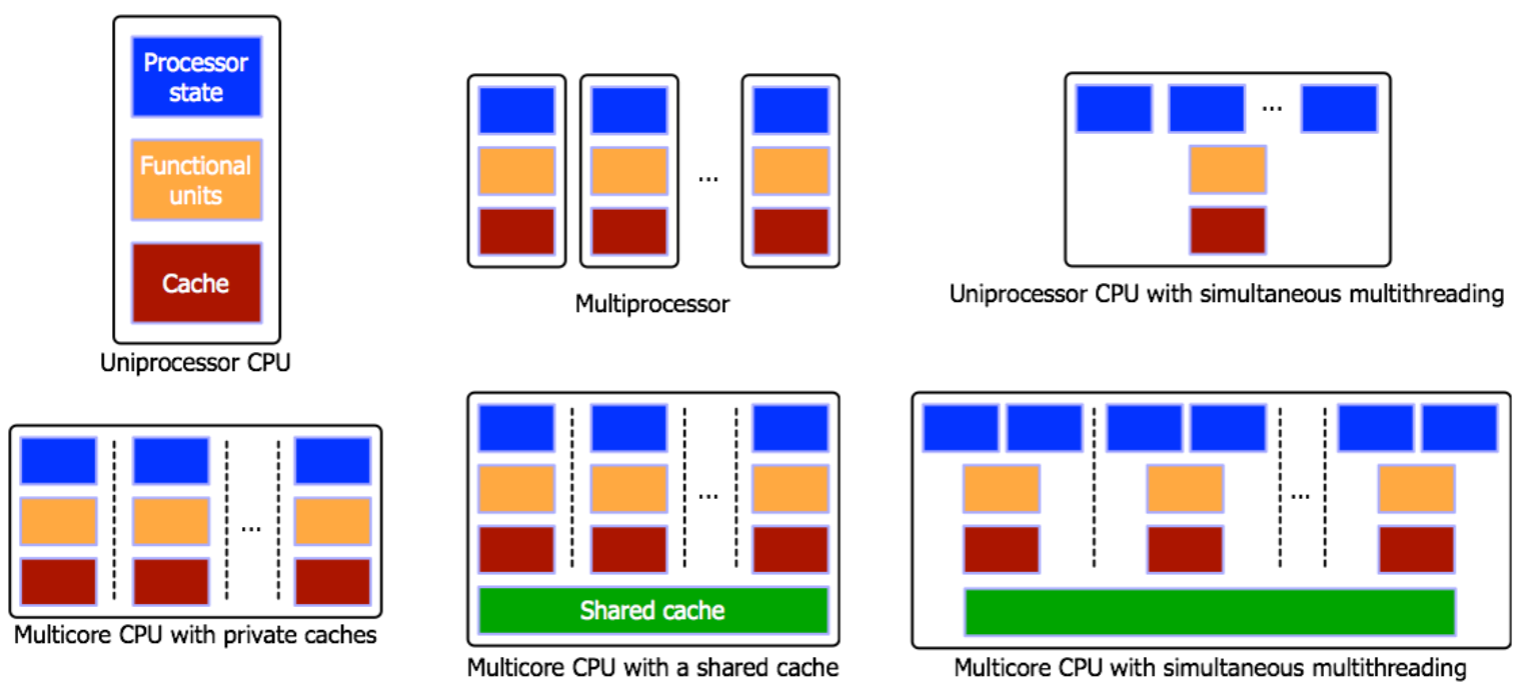 Processor
state
Functional
units
Cache
Uniprocessor CPU
...
Multiprocessor
...
Uniprocessor CPU with simultaneous multithreading
...
Multicore CPU with private caches
...
Shared cache
Multicore CPU with a shared cache
...
Multicore CPU with simultaneous multithreading